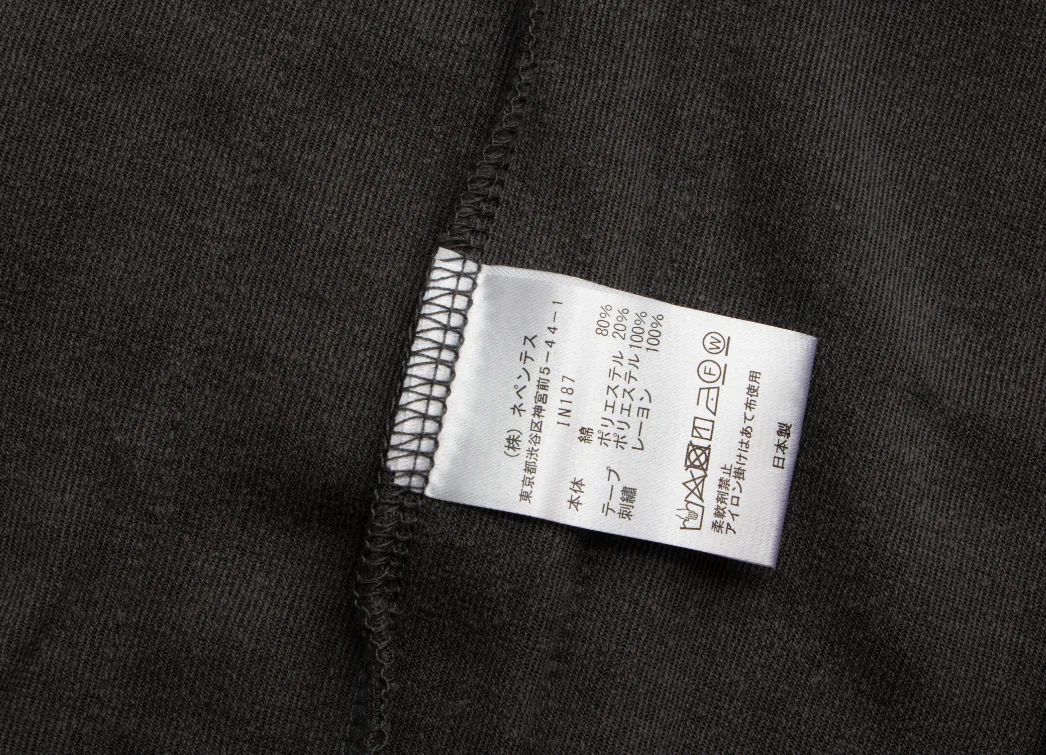 (株) ネペンテス
東京都渋谷区神宮前5-44-1
IN187
本体 綿 80%
ポリエステル 20%
テープ ポリエステル 100%
刺繍 レーヨン 100%
F W
柔軟剤禁止
アイロン掛けはあて布使用
日本製